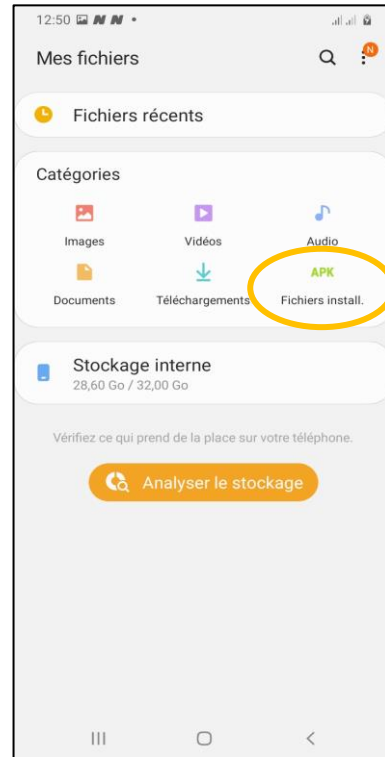 12:50
Mes fichiers
N
Fichiers récents
Catégories
Images Vidéos Audio
APK
Documents Téléchargements Fichiers install.
Stockage interne
28,60 Go / 32,00 Go
Vérifiez ce qui prend de la place sur votre téléphone.
Analyser le stockage